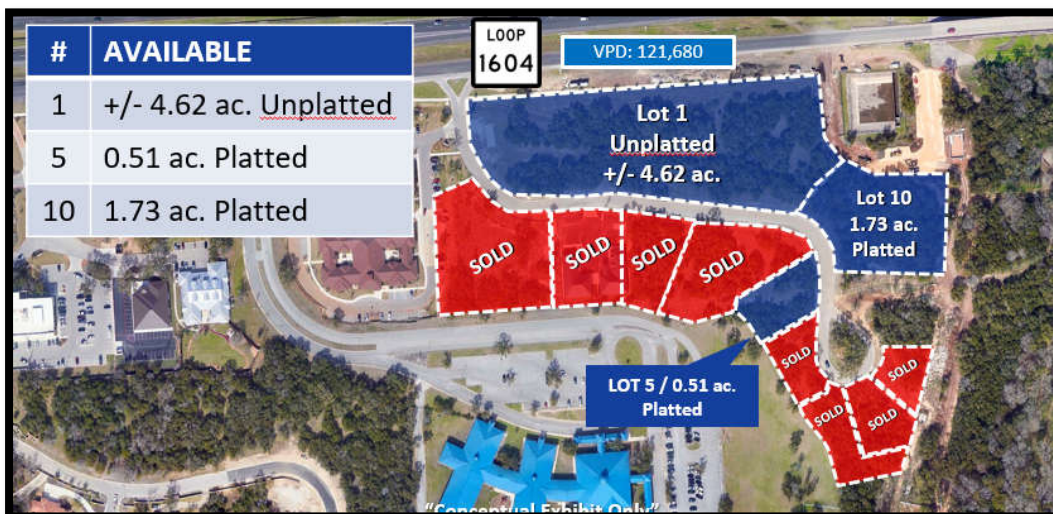 # AVAILABLE
1 +/- 4.62 ac. Unplatted
5 0.51 ac. Platted
10 1.73 ac. Platted
LOOP
1604
VPD: 121,680
Lot 1
Unplatted
+/- 4.62 ac.
Lot 10
1.73 ac.
Platted
SOLD
SOLD
SOLD
SOLD
LOT 5 / 0.51 ac.
Platted
SOLD
SOLD
SOLD
SOLD
"Conceptual Exhibit Only"